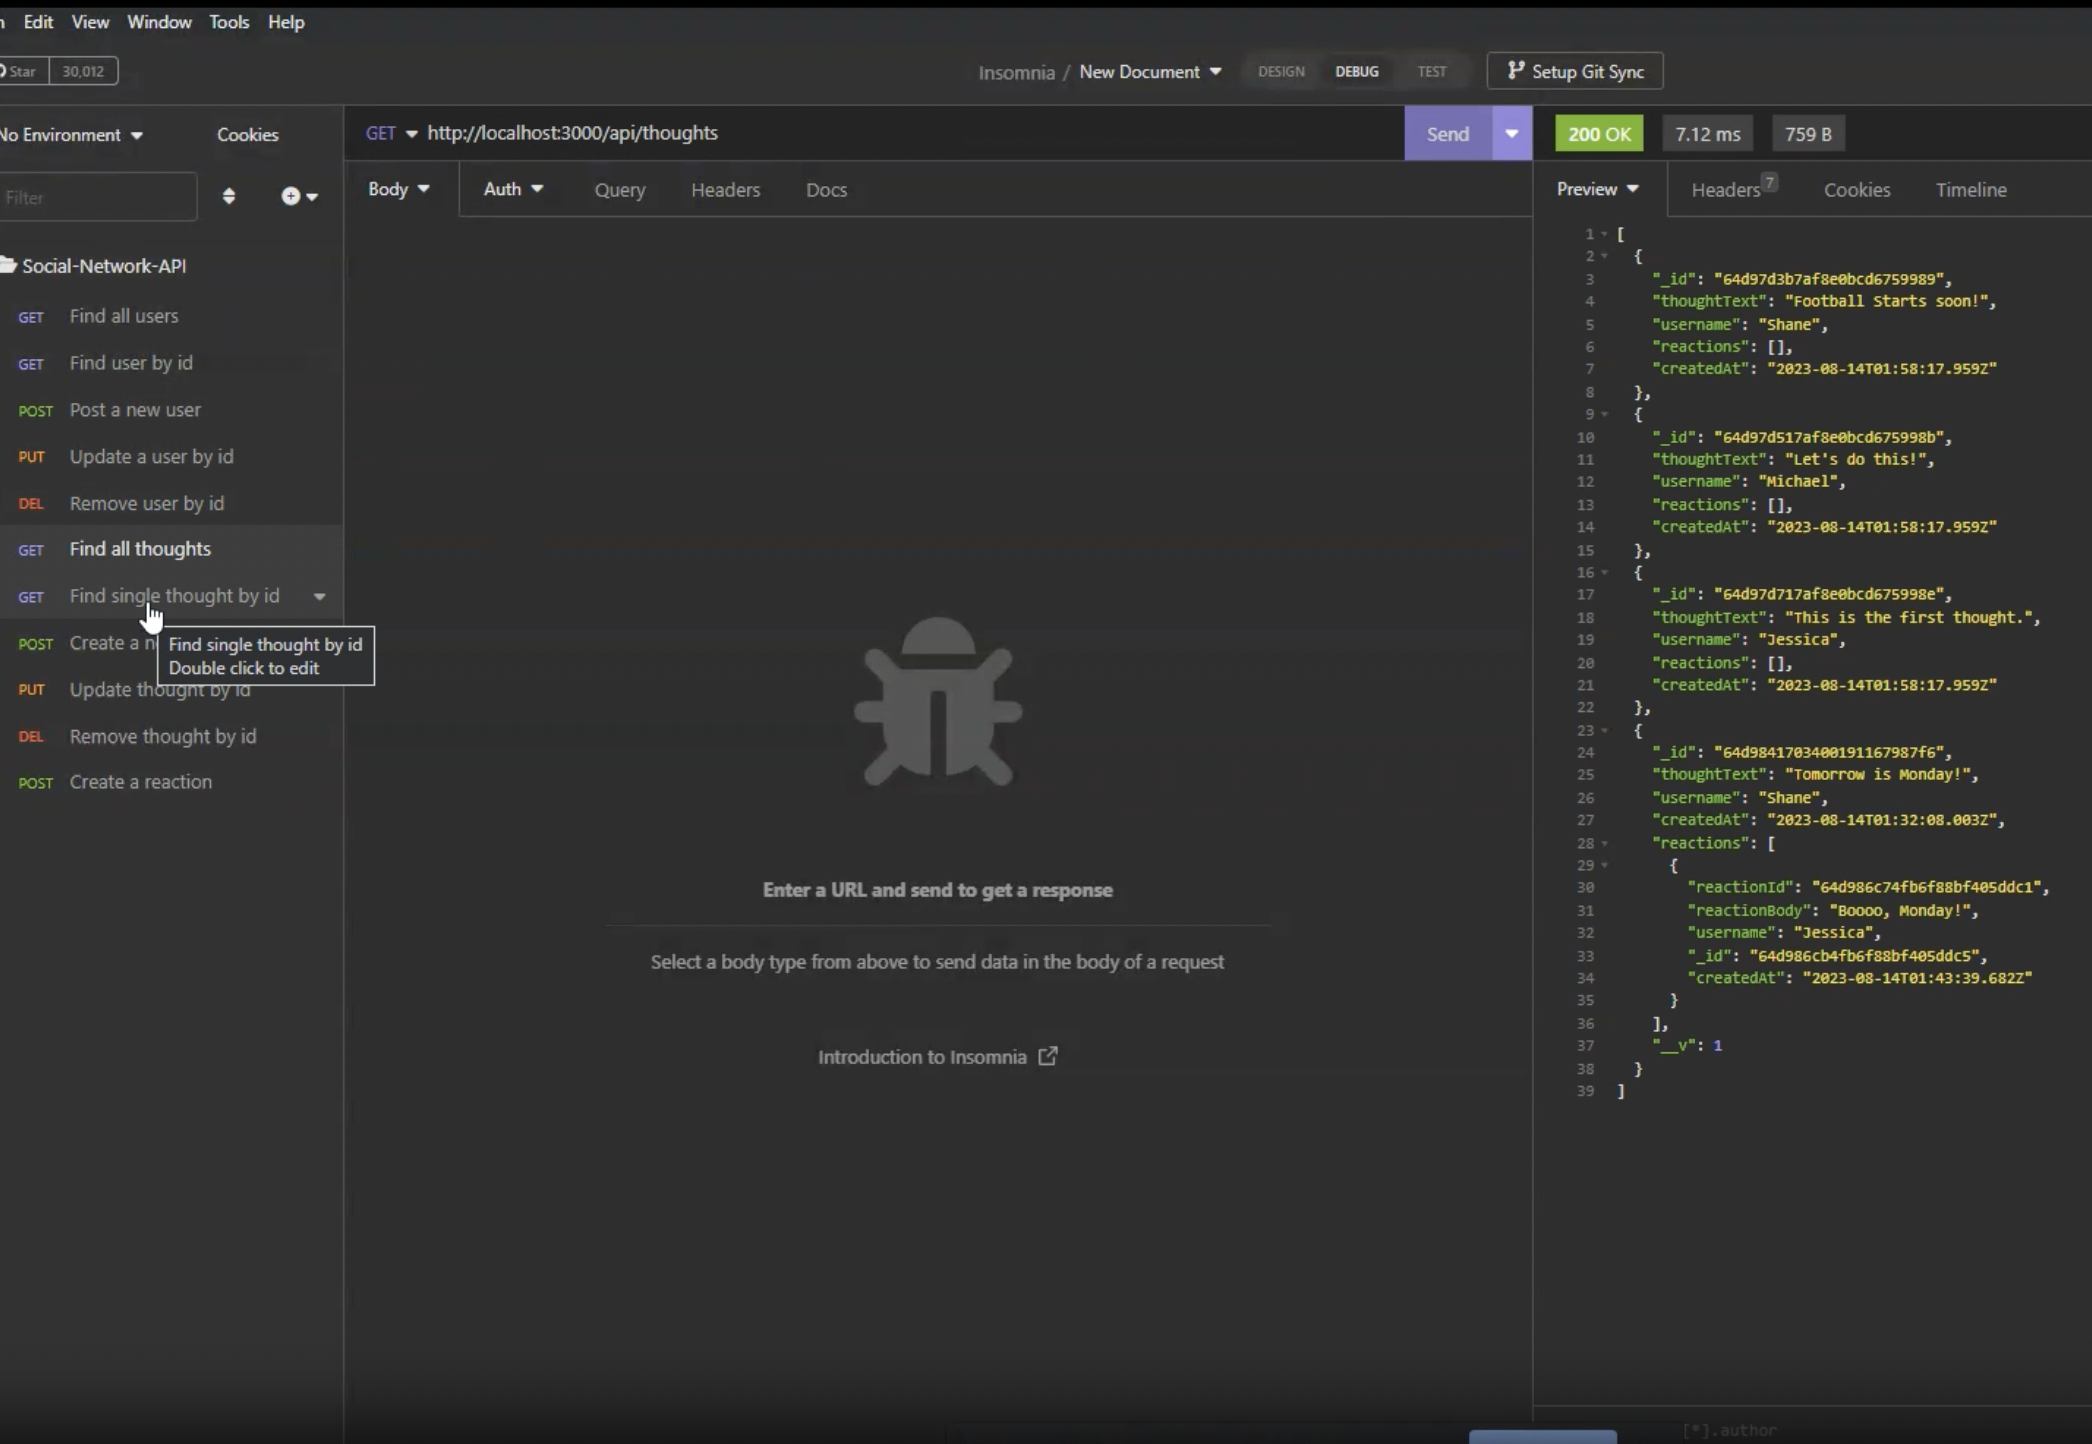 Edit View Window Tools Help
Star 30,012
Insomnia / New Document DESIGN DEBUG TEST Setup Git Sync
No Environment Cookies
GET http://localhost:3000/api/thoughts Send
200 OK 7.12 ms 759 B
Filter
Body Auth Query Headers Docs
Preview Headers 7 Cookies Timeline
Social-Network-API
GET Find all users
GET Find user by id
POST Post a new user
PUT Update a user by id
DEL Remove user by id
GET Find all thoughts
GET Find single thought by id
Find single thought by id
Double click to edit
POST Create a n
PUT Update thought by id
DEL Remove thought by id
POST Create a reaction
Enter a URL and send to get a response
Select a body type from above to send data in the body of a request
Introduction to Insomnia
1 [
2 {
3 "_id": "64d97d3b7af8e0bcd6759989",
4 "thoughtText": "Football Starts soon!",
5 "username": "Shane",
6 "reactions": [],
7 "createdAt": "2023-08-14T01:58:17.959Z"
8 },
9 {
10 "_id": "64d97d517af8e0bcd675998b",
11 "thoughtText": "Let's do this!",
12 "username": "Michael",
13 "reactions": [],
14 "createdAt": "2023-08-14T01:58:17.959Z"
15 },
16 {
17 "_id": "64d97d717af8e0bcd675998e",
18 "thoughtText": "This is the first thought.",
19 "username": "Jessica",
20 "reactions": [],
21 "createdAt": "2023-08-14T01:58:17.959Z"
22 },
23 {
24 "_id": "64d9841703400191167987f6",
25 "thoughtText": "Tomorrow is Monday!",
26 "username": "Shane",
27 "createdAt": "2023-08-14T01:32:08.003Z",
28 "reactions": [
29 {
30 "reactionId": "64d986c74fb6f88bf405ddc1",
31 "reactionBody": "Boooo, Monday!",
32 "username": "Jessica",
33 "_id": "64d986cb4fb6f88bf405ddc5",
34 "createdAt": "2023-08-14T01:43:39.682Z"
35 }
36 ],
37 "__v": 1
38 }
39 ]
[*].author